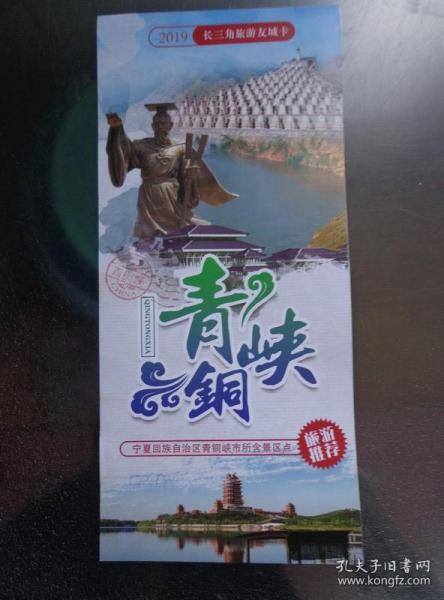 2019 长三角旅游友城卡
青铜峡
QINGTONGXIA
宁夏回族自治区青铜峡市所含景区点
旅游
推荐
孔夫子旧书网
www.kongfz.com